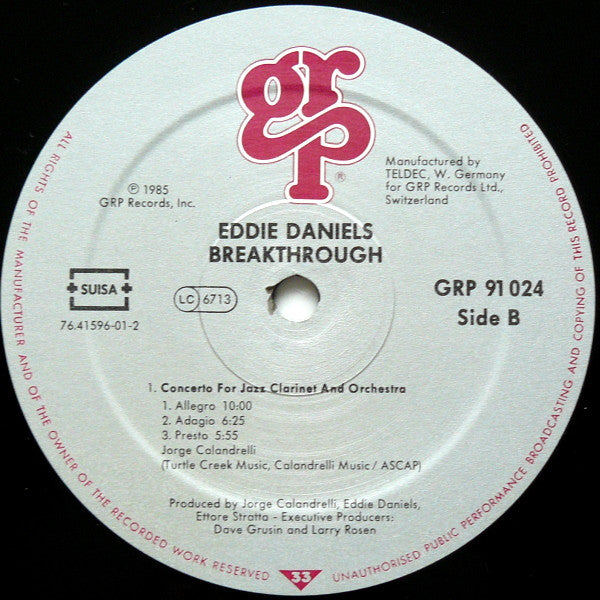 grp
®
℗ 1985
GRP Records, Inc.
Manufactured by
TELDEC, W. Germany
for GRP Records Ltd.,
Switzerland
EDDIE DANIELS
BREAKTHROUGH
SUISA
76.41596-01-2
LC 6713
GRP 91 024
Side B
1. Concerto For Jazz Clarinet And Orchestra
1. Allegro 10:00
2. Adagio 6:25
3. Presto 5:55
Jorge Calandrelli
(Turtle Creek Music, Calandrelli Music / ASCAP)
Produced by Jorge Calandrelli, Eddie Daniels,
Ettore Stratta - Executive Producers:
Dave Grusin and Larry Rosen
ALL RIGHTS OF THE MANUFACTURER AND OF THE OWNER OF THE RECORDED WORK RESERVED
33
UNAUTHORISED PUBLIC PERFORMANCE BROADCASTING AND COPYING OF THIS RECORD PROHIBITED